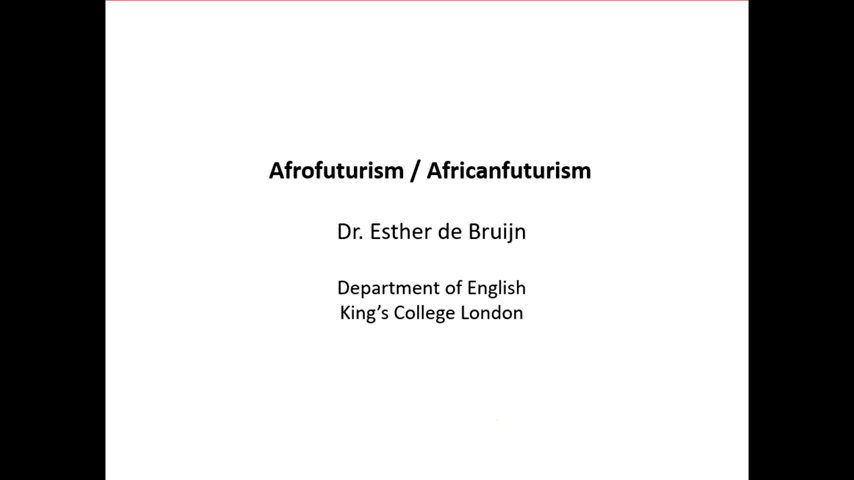 Afrofuturism / Africanfuturism
Dr. Esther de Bruijn
Department of English
King’s College London